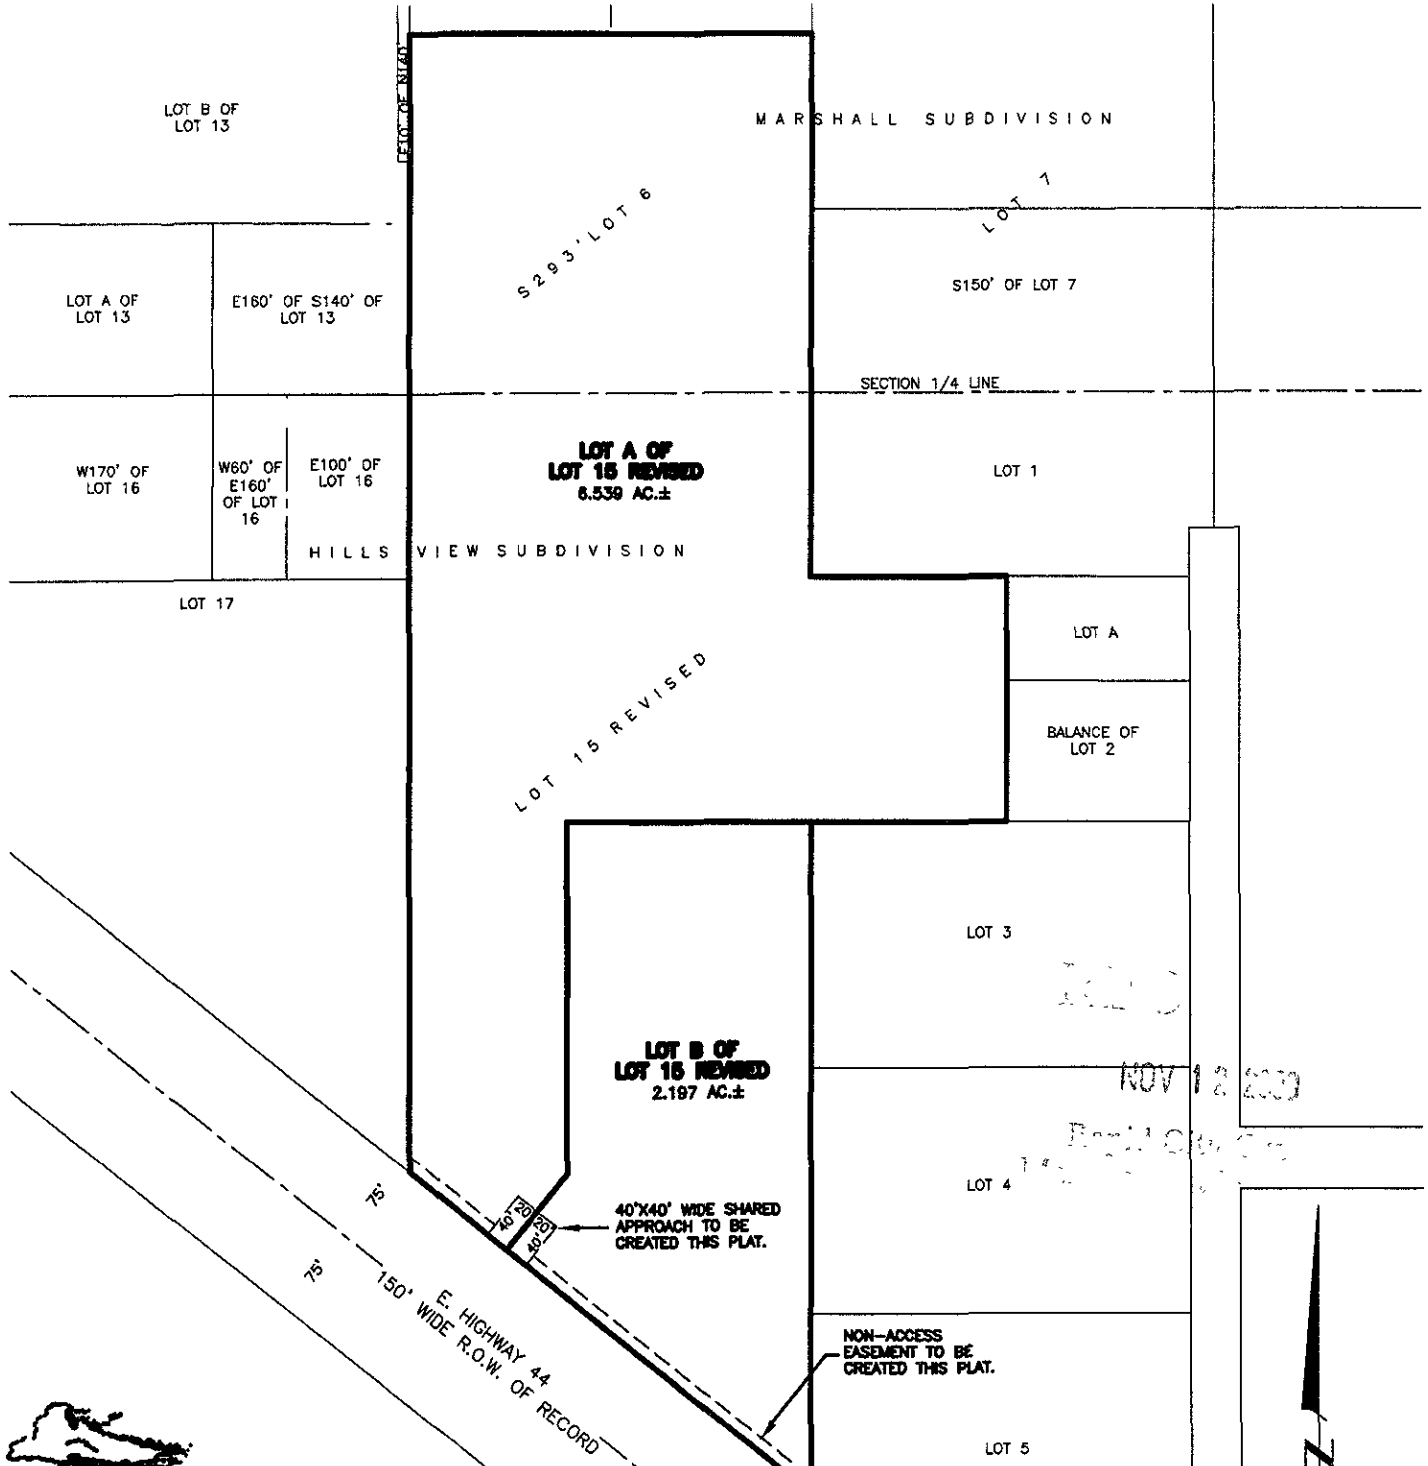 E10' OF N140'
LOT B OF
LOT 13
MARSHALL SUBDIVISION
LOT 7
S293' LOT 6
LOT A OF
LOT 13
E160' OF S140' OF
LOT 13
S150' OF LOT 7
SECTION 1/4 LINE
LOT A OF
LOT 15 REVISED
6.539 AC.±
W170' OF
LOT 16
W60' OF
E160'
OF LOT
16
E100' OF
LOT 16
LOT 1
HILLS VIEW SUBDIVISION
LOT 17
LOT A
LOT 15 REVISED
BALANCE OF
LOT 2
LOT 3
LOT B OF
LOT 15 REVISED
2.197 AC.±
NOV 12
LOT 4
75'
75'
40'
20'
20'
40'
40'X40' WIDE SHARED
APPROACH TO BE
CREATED THIS PLAT.
E. HIGHWAY 44
150' WIDE R.O.W. OF RECORD
NON-ACCESS
EASEMENT TO BE
CREATED THIS PLAT.
LOT 5
N